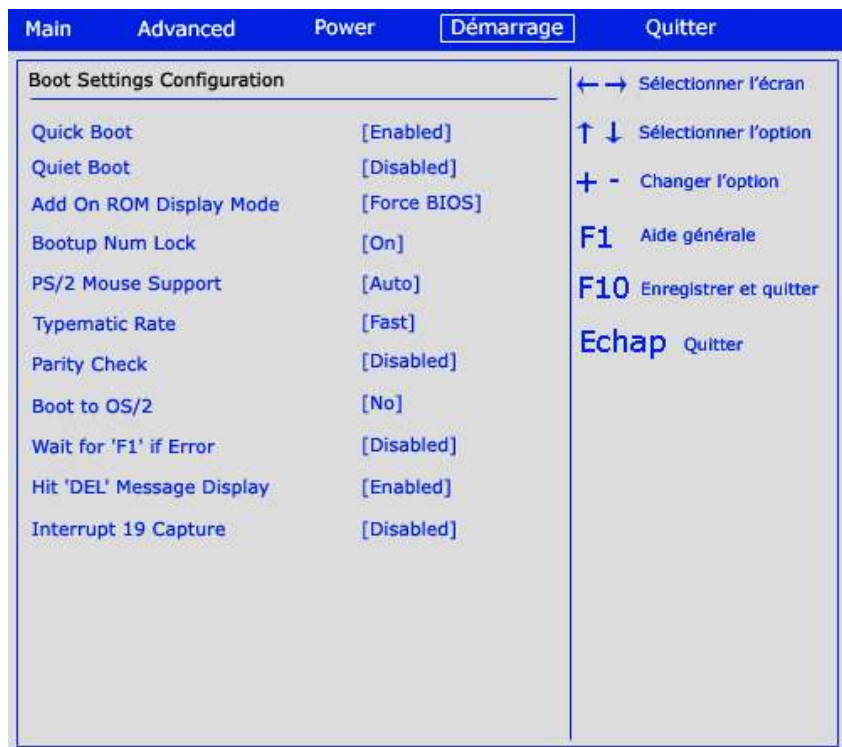 Main Advanced Power Démarrage Quitter
Boot Settings Configuration
Quick Boot [Enabled]
Quiet Boot [Disabled]
Add On ROM Display Mode [Force BIOS]
Bootup Num Lock [On]
PS/2 Mouse Support [Auto]
Typematic Rate [Fast]
Parity Check [Disabled]
Boot to OS/2 [No]
Wait for 'F1' if Error [Disabled]
Hit 'DEL' Message Display [Enabled]
Interrupt 19 Capture [Disabled]
←→ Sélectionner l'écran
↑↓ Sélectionner l'option
+ - Changer l'option
F1 Aide générale
F10 Enregistrer et quitter
Echap Quitter